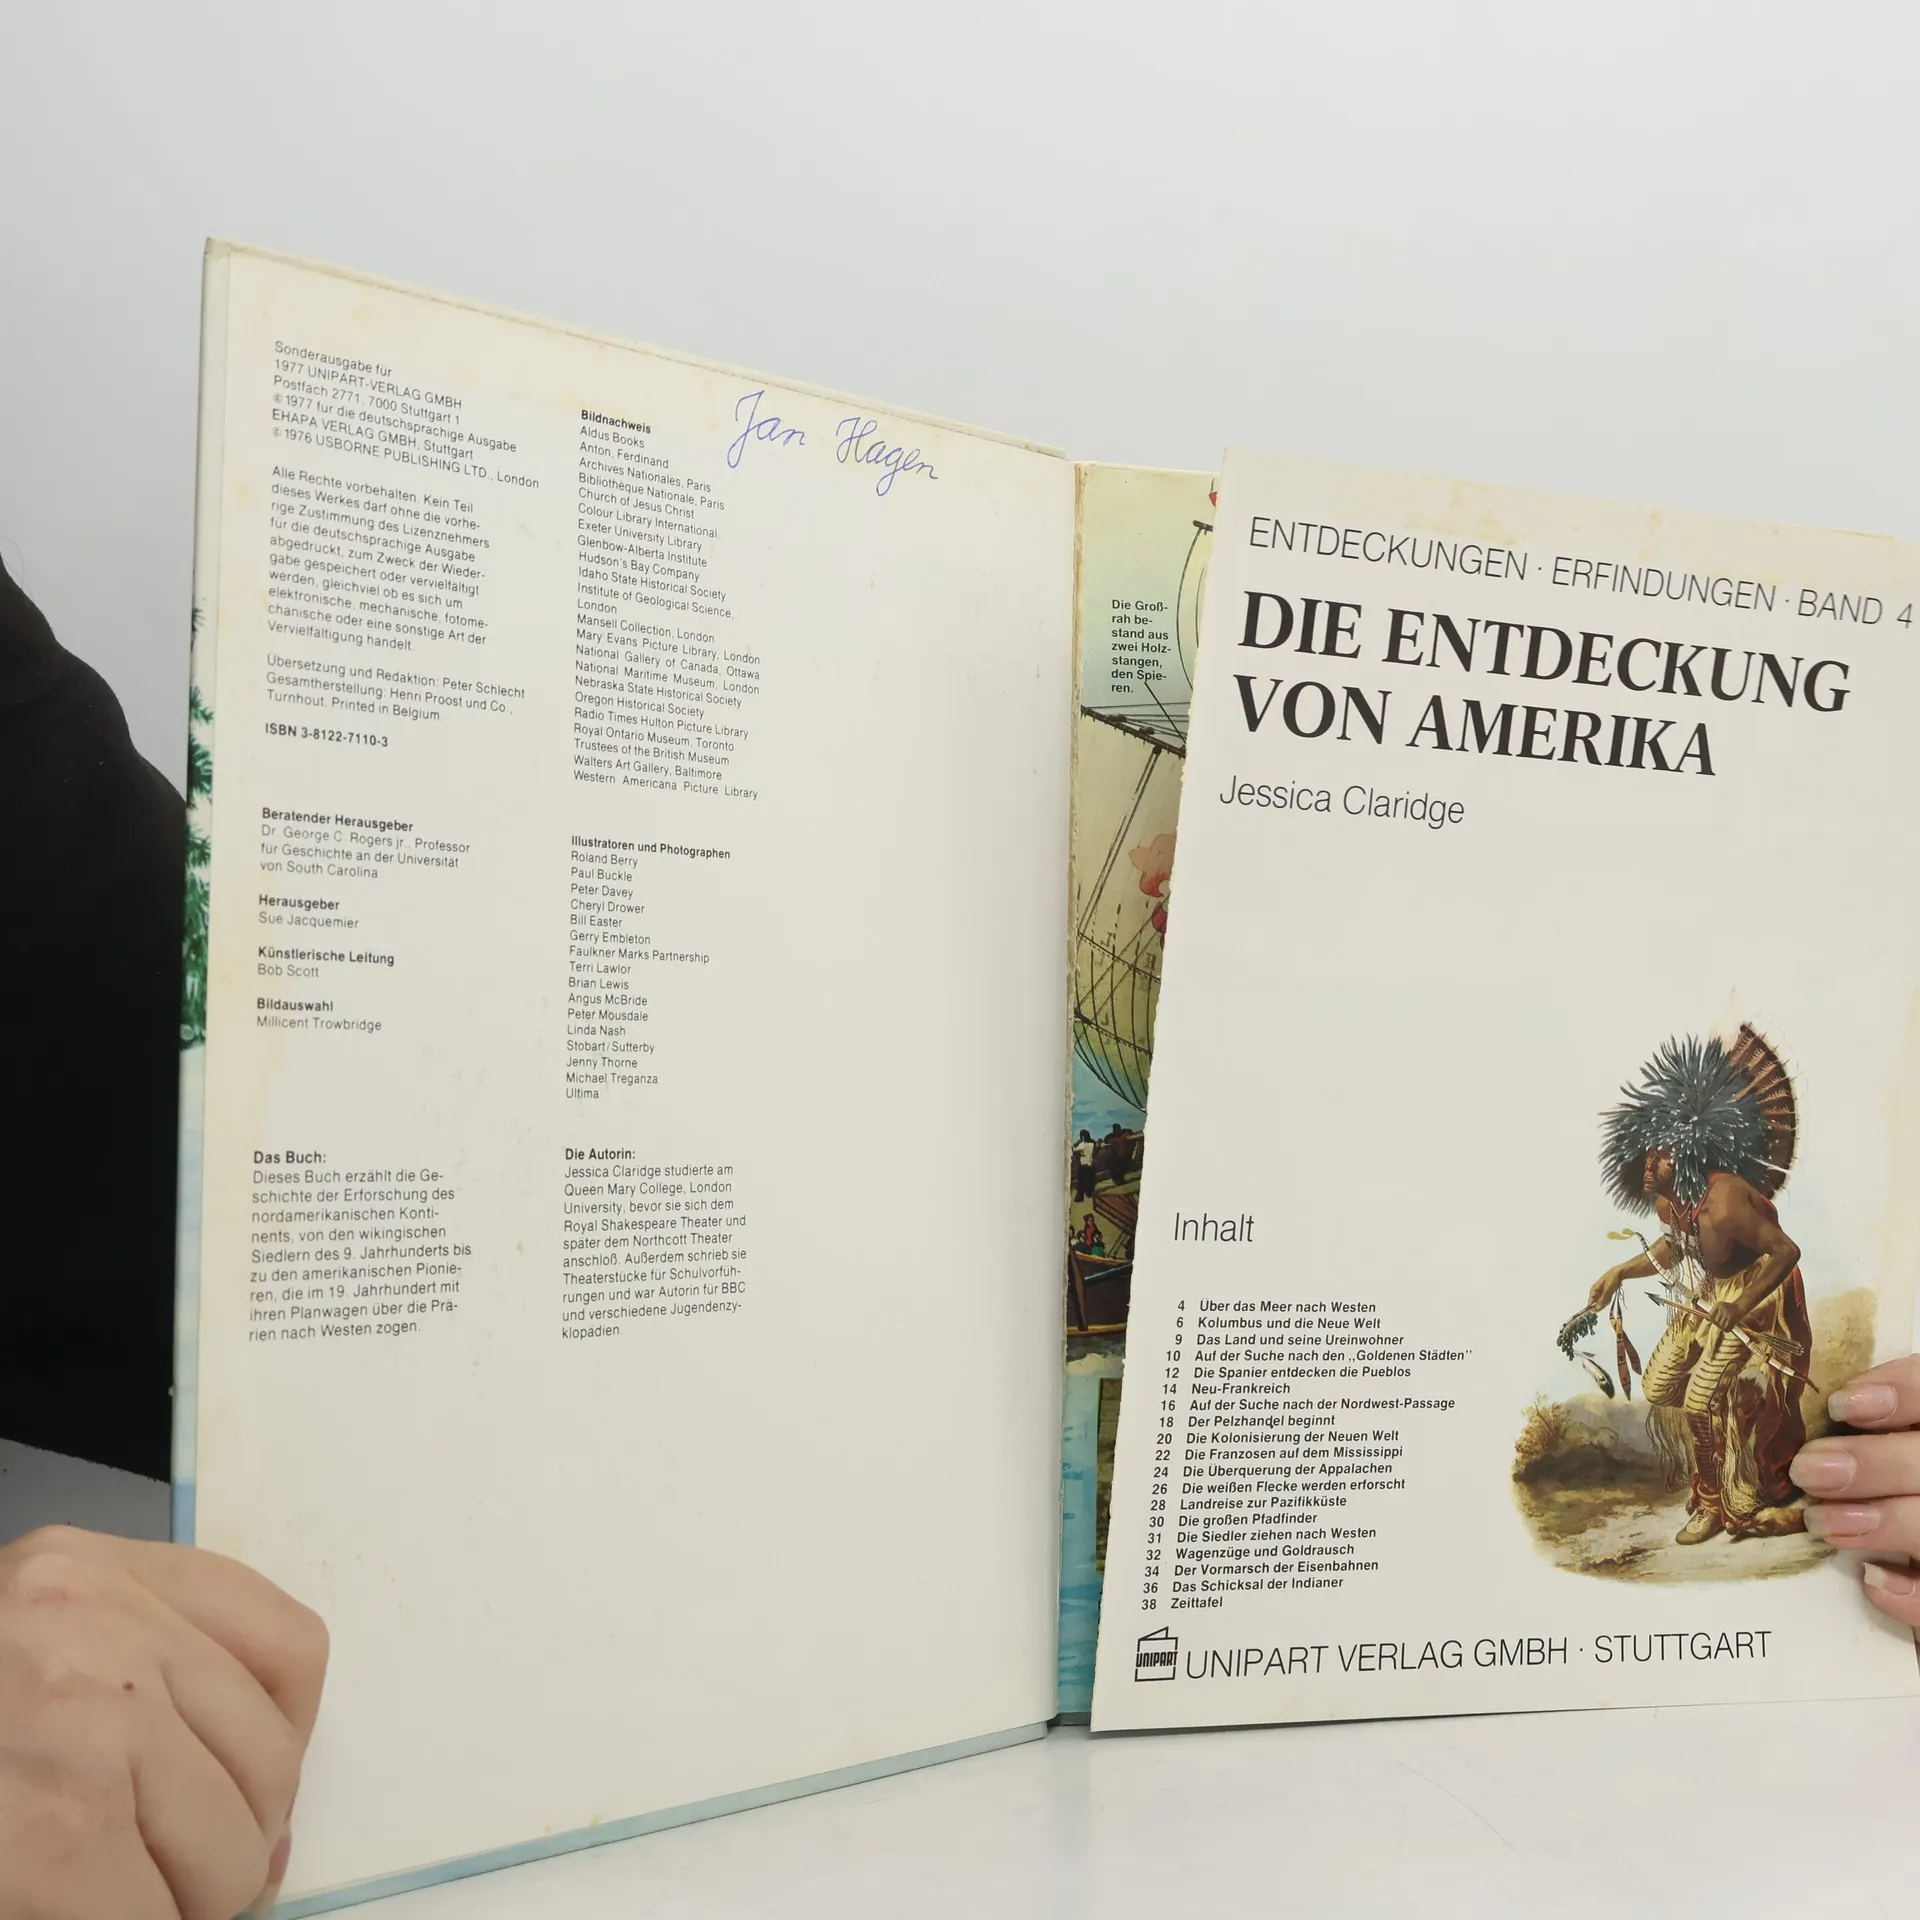 Sonderausgabe für
1977 UNIPART-VERLAG GMBH
Postfach 2771, 7000 Stuttgart 1
©1977 für die deutschsprachige Ausgabe
EHAPA VERLAG GMBH, Stuttgart
©1976 USBORNE PUBLISHING LTD., London
Alle Rechte vorbehalten. Kein Teil
dieses Werkes darf ohne die vorhe-
rige Zustimmung des Lizenznehmers
für die deutschsprachige Ausgabe
abgedruckt, zum Zweck der Wieder-
gabe gespeichert oder vervielfältigt
werden, gleichviel ob es sich um
elektronische, mechanische, fotome-
chanische oder eine sonstige Art der
Vervielfältigung handelt.
Übersetzung und Redaktion: Peter Schlecht
Gesamtherstellung: Henri Proost und Co.,
Turnhout. Printed in Belgium.
ISBN 3-8122-7110-3
Beratender Herausgeber
Dr. George C. Rogers jr., Professor
für Geschichte an der Universität
von South Carolina
Herausgeber
Sue Jacquemier
Künstlerische Leitung
Bob Scott
Bildauswahl
Millicent Trowbridge
Das Buch:
Dieses Buch erzählt die Ge-
schichte der Erforschung des
nordamerikanischen Konti-
nents, von den wikingischen
Siedlern des 9. Jahrhunderts bis
zu den amerikanischen Pionie-
ren, die im 19. Jahrhundert mit
ihren Planwagen über die Prä-
rien nach Westen zogen.
Jan Hagen
Bildnachweis
Aldus Books
Anton, Ferdinand
Archives Nationales, Paris
Bibliothèque Nationale, Paris
Church of Jesus Christ
Colour Library International
Exeter University Library
Glenbow-Alberta Institute
Hudson's Bay Company
Idaho State Historical Society
Institute of Geological Science,
London
Mansell Collection, London
Mary Evans Picture Library, London
National Gallery of Canada, Ottawa
National Maritime Museum, London
Nebraska State Historical Society
Oregon Historical Society
Radio Times Hulton Picture Library
Royal Ontario Museum, Toronto
Trustees of the British Museum
Walters Art Gallery, Baltimore
Western Americana Picture Library
Illustratoren und Photographen
Roland Berry
Paul Buckle
Peter Davey
Cheryl Drower
Bill Easter
Gerry Embleton
Faulkner Marks Partnership
Terri Lawlor
Brian Lewis
Angus McBride
Peter Mousdale
Linda Nash
Stobart/Sutterby
Jenny Thorne
Michael Treganza
Ultima
Die Autorin:
Jessica Claridge studierte am
Queen Mary College, London
University, bevor sie sich dem
Royal Shakespeare Theater und
später dem Northcott Theater
anschloß. Außerdem schrieb sie
Theaterstücke für Schulvorfüh-
rungen und war Autorin für BBC
und verschiedene Jugendenzy-
klopädien.
Die Groß-
rah be-
stand aus
zwei Holz-
stangen,
den Spie-
ren.
ENTDECKUNGEN · ERFINDUNGEN · BAND 4
DIE ENTDECKUNG
VON AMERIKA
Jessica Claridge
Inhalt
4 Über das Meer nach Westen
6 Kolumbus und die Neue Welt
9 Das Land und seine Ureinwohner
10 Auf der Suche nach den „Goldenen Städten"
12 Die Spanier entdecken die Pueblos
14 Neu-Frankreich
16 Auf der Suche nach der Nordwest-Passage
18 Der Pelzhandel beginnt
20 Die Kolonisierung der Neuen Welt
22 Die Franzosen auf dem Mississippi
24 Die Überquerung der Appalachen
26 Die weißen Flecke werden erforscht
28 Landreise zur Pazifikküste
30 Die großen Pfadfinder
31 Die Siedler ziehen nach Westen
32 Wagenzüge und Goldrausch
34 Der Vormarsch der Eisenbahnen
36 Das Schicksal der Indianer
38 Zeittafel
UNIPART UNIPART VERLAG GMBH · STUTTGART